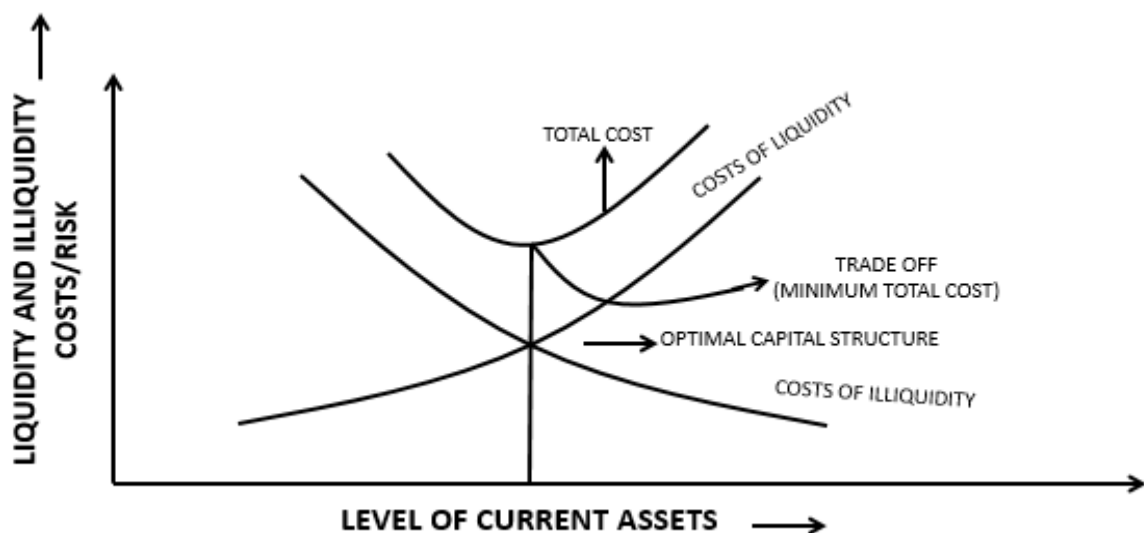 LIQUIDITY AND ILLIQUIDITY
COSTS/RISK
TOTAL COST
COSTS OF LIQUIDITY
TRADE OFF
(MINIMUM TOTAL COST)
OPTIMAL CAPITAL STRUCTURE
COSTS OF ILLIQUIDITY
LEVEL OF CURRENT ASSETS